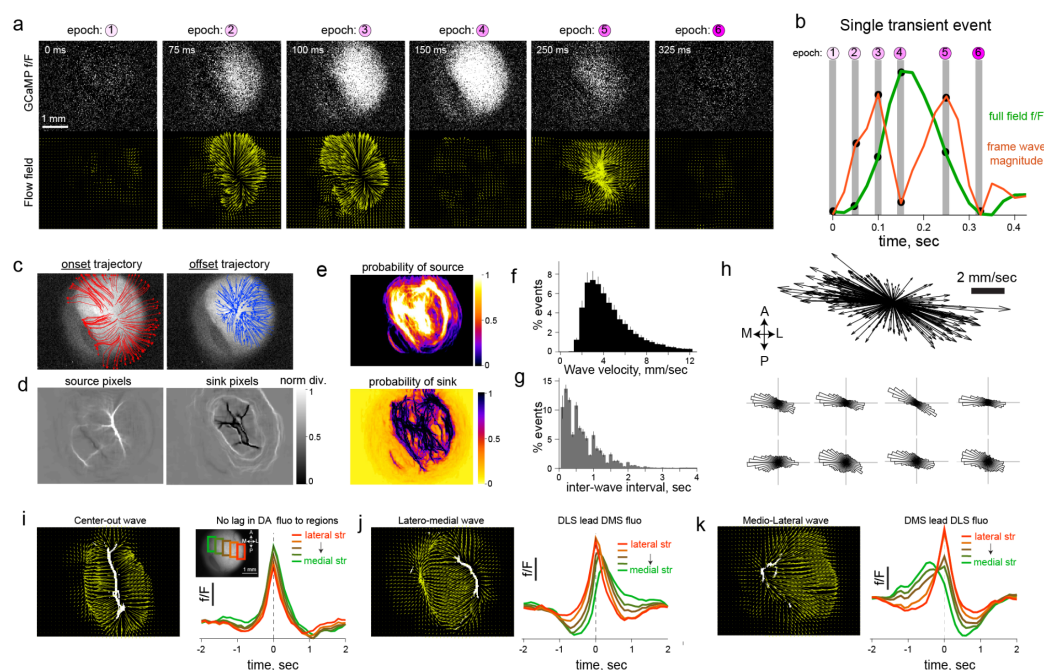 a
epoch: 1
epoch: 2
epoch: 3
epoch: 4
epoch: 5
epoch: 6
GCaMP f/F
0 ms
75 ms
100 ms
150 ms
250 ms
325 ms
1 mm
Flow field
b
Single transient event
epoch: 1 2 3 4 5 6
full field f/F
frame wave
magnitude
0 0.1 0.2 0.3 0.4
time, sec
c
onset trajectory
offset trajectory
d
source pixels
sink pixels
norm div.
1
0.5
0
e
probability of source
1
0.5
0
probability of sink
1
0.5
0
f
% events
8
6
4
2
0
0 4 8 12
Wave velocity, mm/sec
g
% events
15
10
5
0
0 1 2 3 4
inter-wave interval, sec
h
2 mm/sec
A
M L
P
i
Center-out wave
No lag in DA fluo to regions
A
M L
P
1 mm
lateral str
medial str
f/F
-2 -1 0 1 2
time, sec
j
Latero-medial wave
DLS lead DMS fluo
lateral str
medial str
f/F
-2 -1 0 1 2
time, sec
k
Medio-Lateral wave
DMS lead DLS fluo
lateral str
medial str
f/F
-2 -1 0 1 2
time, sec